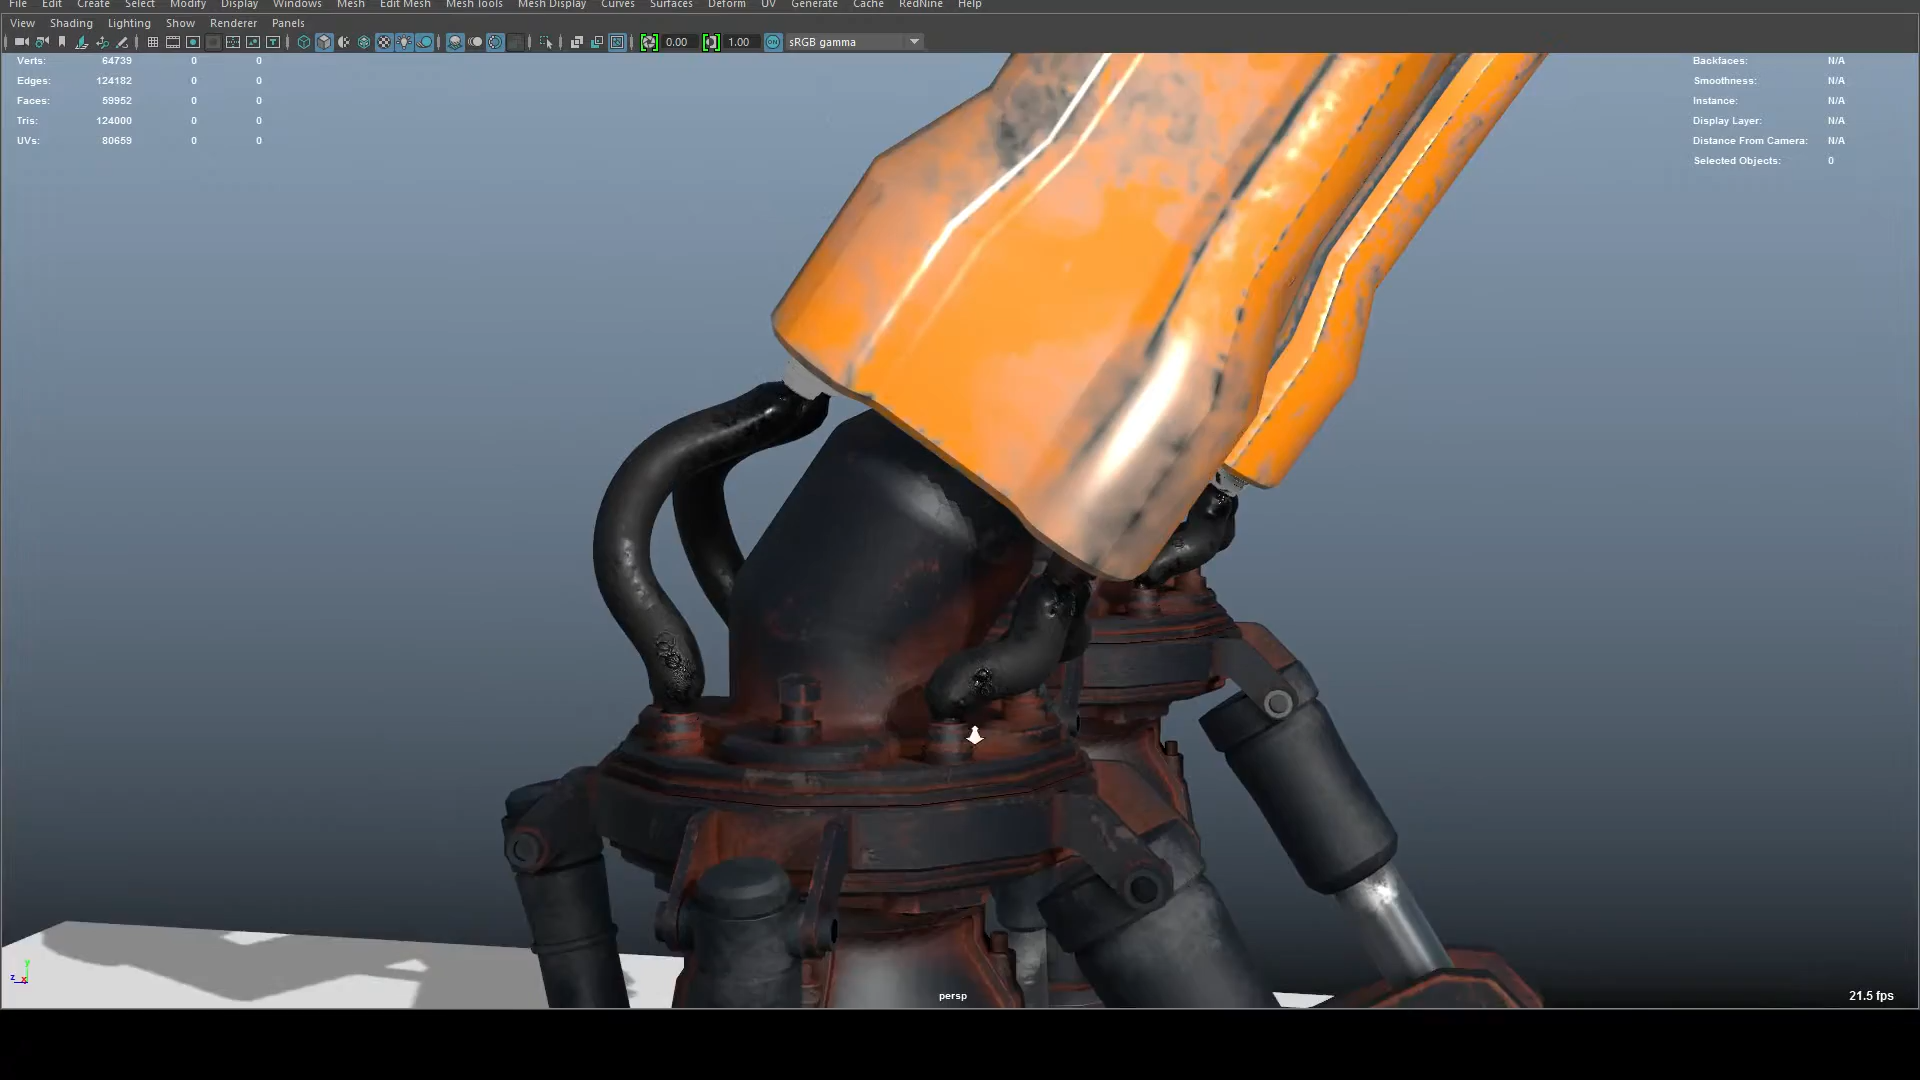 File Edit Create Select Modify Display Windows Mesh Edit Mesh Mesh Tools Mesh Display Curves Surfaces Deform UV Generate Cache RedNine Help
View Shading Lighting Show Renderer Panels
0.00 1.00 ON sRGB gamma
Verts: 64739 0 0
Edges: 124182 0 0
Faces: 59952 0 0
Tris: 124000 0 0
UVs: 80659 0 0
Backfaces: N/A
Smoothness: N/A
Instance: N/A
Display Layer: N/A
Distance From Camera: N/A
Selected Objects: 0
y
z x
persp
21.5 fps